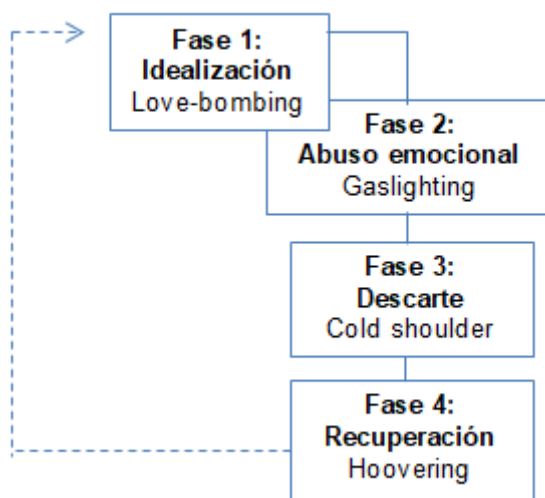 Fase 1:
Idealización
Love-bombing
Fase 2:
Abuso emocional
Gaslighting
Fase 3:
Descarte
Cold shoulder
Fase 4:
Recuperación
Hoovering